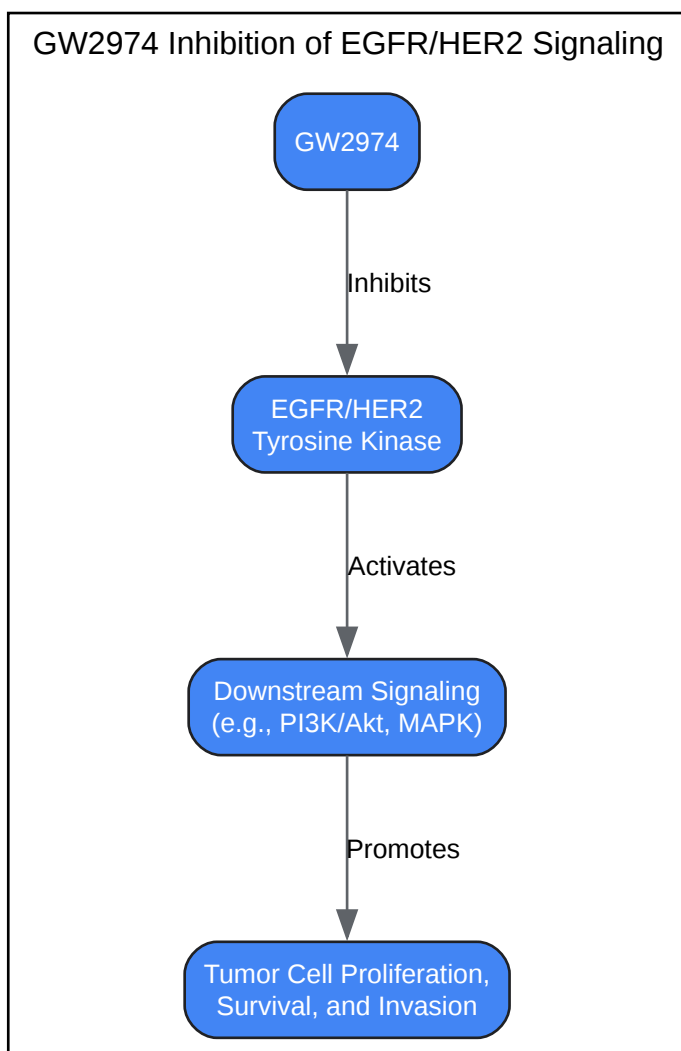 GW2974 Inhibition of EGFR/HER2 Signaling
GW2974
Inhibits
EGFR/HER2
Tyrosine Kinase
Activates
Downstream Signaling
(e.g., PI3K/Akt, MAPK)
Promotes
Tumor Cell Proliferation,
Survival, and Invasion